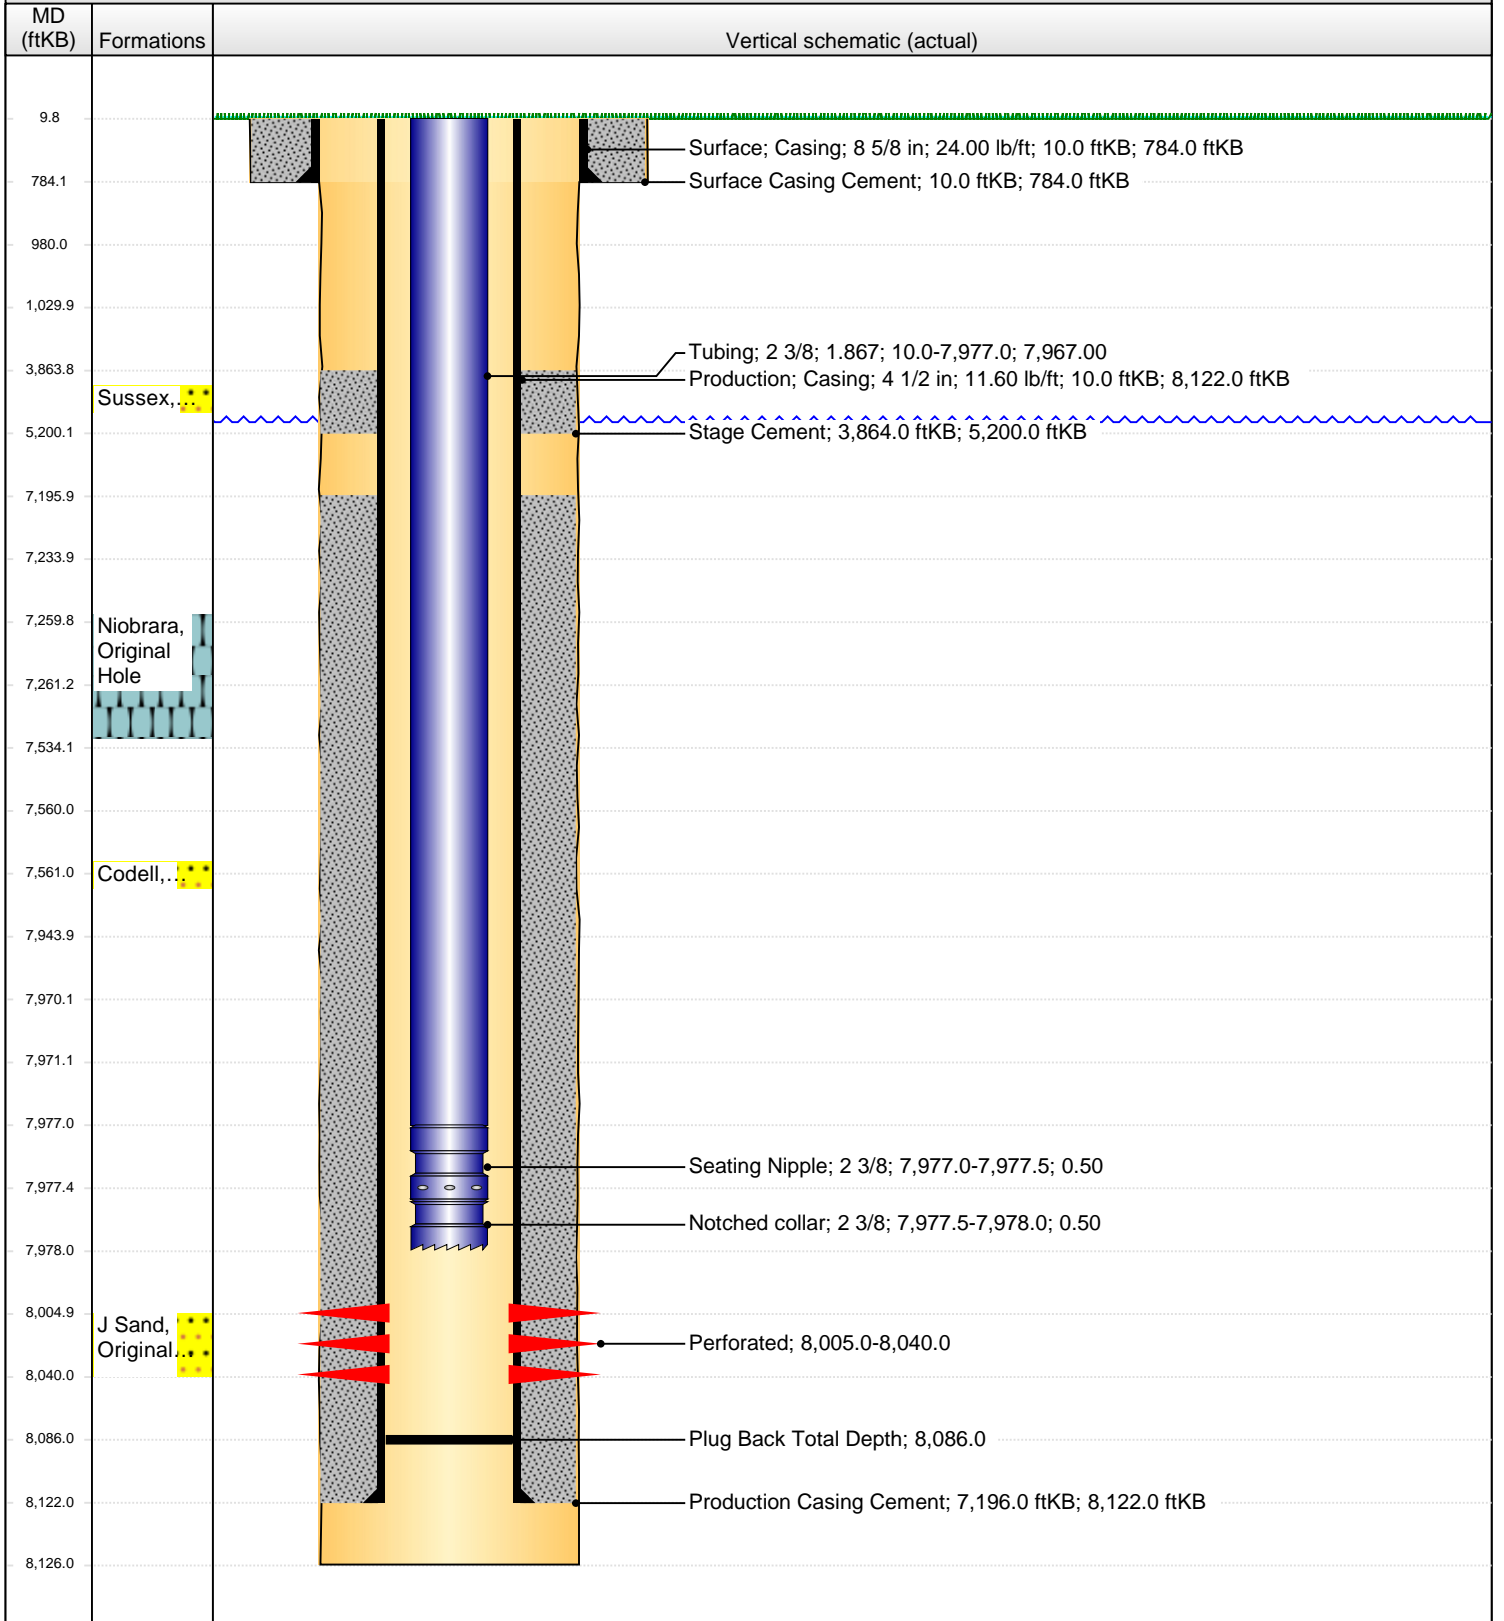 MD
(ftKB)
Formations
Vertical schematic (actual)
9.8
Surface; Casing; 8 5/8 in; 24.00 lb/ft; 10.0 ftKB; 784.0 ftKB
784.1
Surface Casing Cement; 10.0 ftKB; 784.0 ftKB
980.0
1,029.9
Tubing; 2 3/8; 1.867; 10.0-7,977.0; 7,967.00
3,863.8
Production; Casing; 4 1/2 in; 11.60 lb/ft; 10.0 ftKB; 8,122.0 ftKB
Sussex,...
5,200.1
Stage Cement; 3,864.0 ftKB; 5,200.0 ftKB
7,195.9
7,233.9
7,259.8
Niobrara,
Original
Hole
7,261.2
7,534.1
7,560.0
7,561.0
Codell,...
7,943.9
7,970.1
7,971.1
7,977.0
Seating Nipple; 2 3/8; 7,977.0-7,977.5; 0.50
7,977.4
Notched collar; 2 3/8; 7,977.5-7,978.0; 0.50
7,978.0
8,004.9
J Sand,
Original...
Perforated; 8,005.0-8,040.0
8,040.0
8,086.0
Plug Back Total Depth; 8,086.0
8,122.0
Production Casing Cement; 7,196.0 ftKB; 8,122.0 ftKB
8,126.0